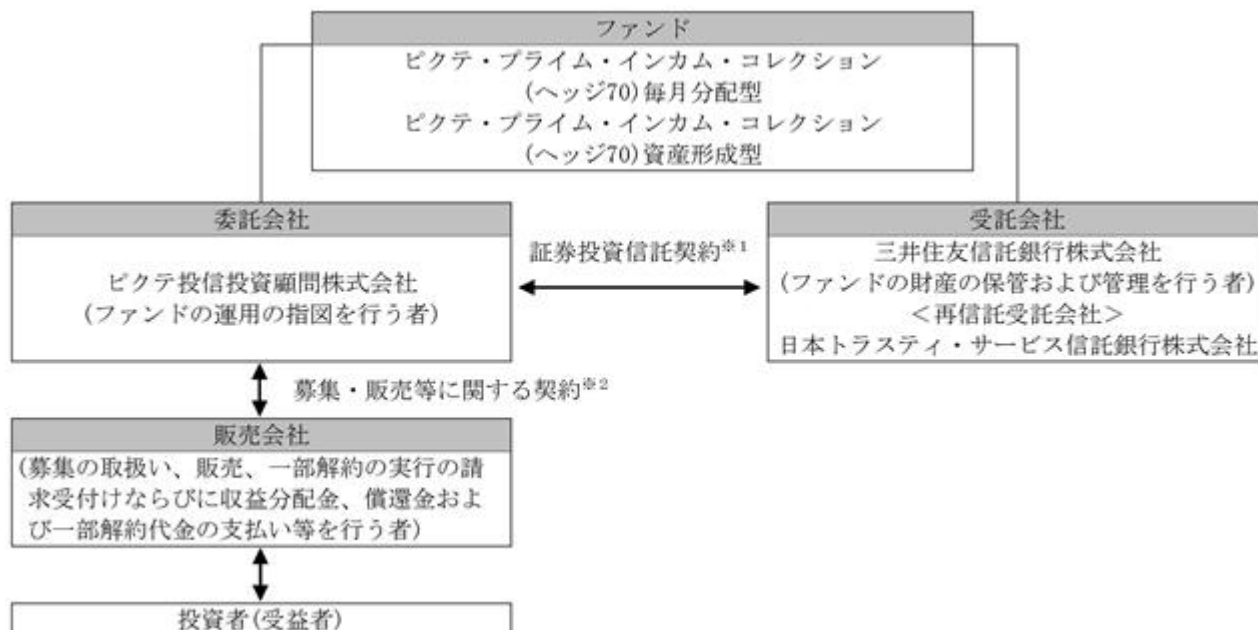 ファンド
ピクテ・プライム・インカム・コレクション
(ヘッジ70)毎月分配型
ピクテ・プライム・インカム・コレクション
(ヘッジ70)資産形成型
委託会社
ピクテ投信投資顧問株式会社
(ファンドの運用の指図を行う者)
証券投資信託契約※1
受託会社
三井住友信託銀行株式会社
(ファンドの財産の保管および管理を行う者)
<再信託受託会社>
日本トラスティ・サービス信託銀行株式会社
募集・販売等に関する契約※2
販売会社
(募集の取扱い、販売、一部解約の実行の請
求受付けならびに収益分配金、償還金およ
び一部解約代金の支払い等を行う者)
投資者(受益者)